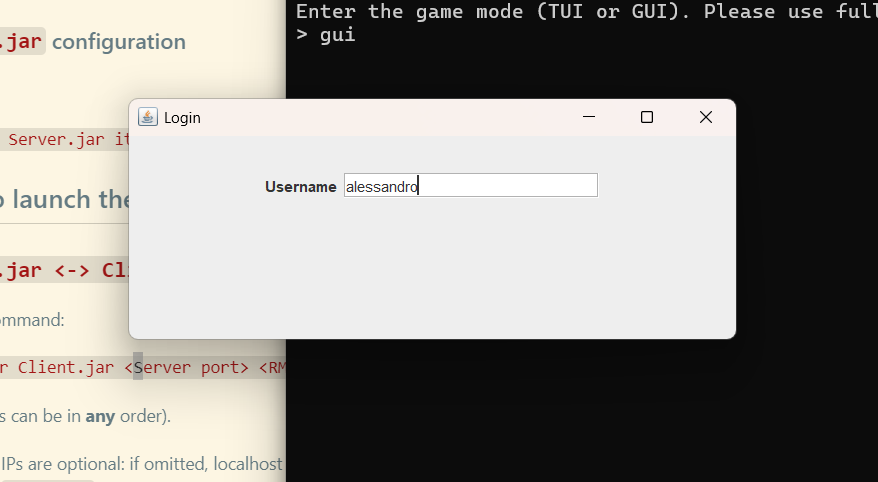 Enter the game mode (TUI or GUI). Please use full
> gui
.jar configuration
Login
Server.jar it
Username alessandro
launch the
.jar <-> Cli
ommand:
r Client.jar <Server port> <RM
s can be in any order).
IPs are optional: if omitted, localhost